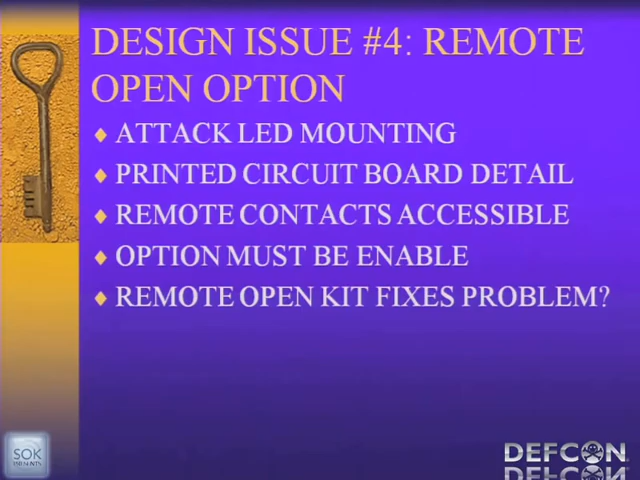 DESIGN ISSUE #4: REMOTE
OPEN OPTION
ATTACK LED MOUNTING
PRINTED CIRCUIT BOARD DETAIL
REMOTE CONTACTS ACCESSIBLE
OPTION MUST BE ENABLE
REMOTE OPEN KIT FIXES PROBLEM?
SOK
DEFCON